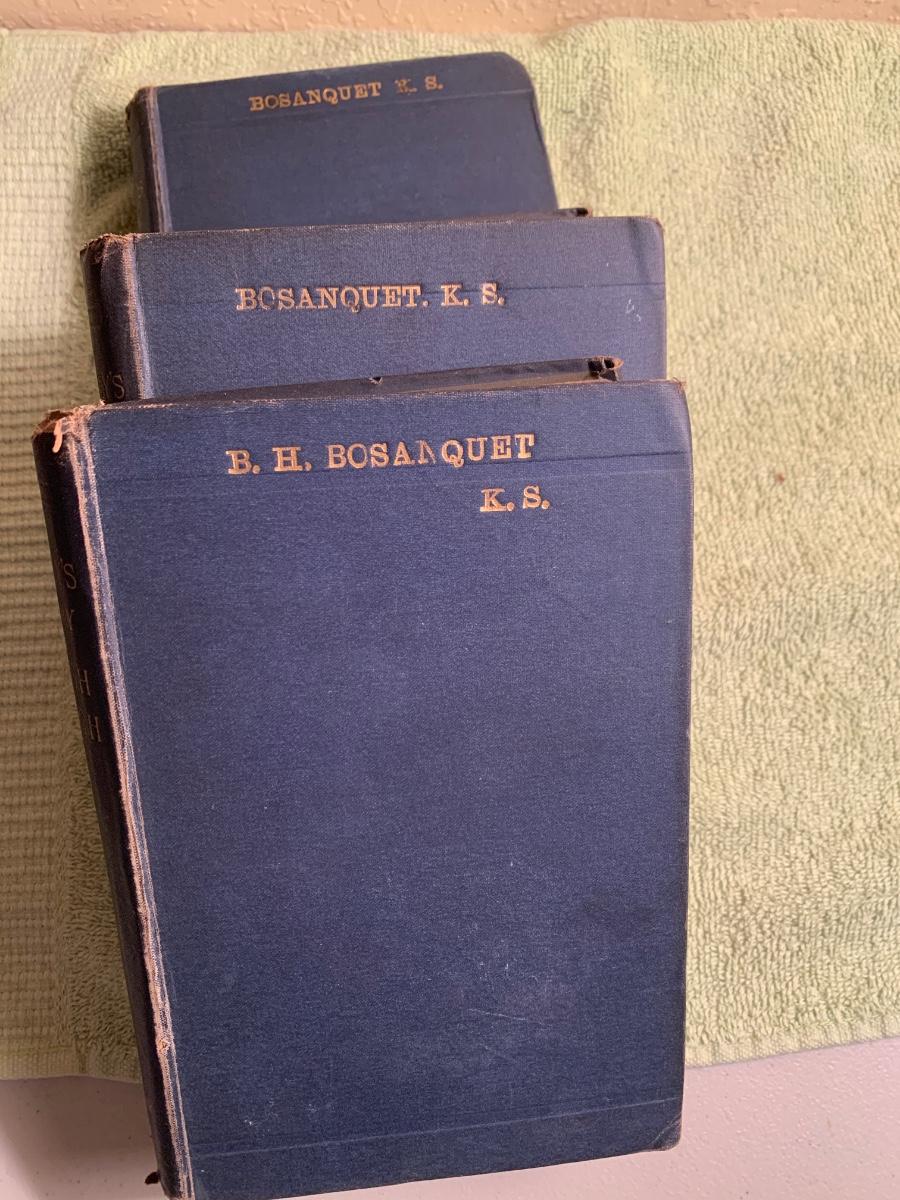 BOSANQUET K. S.
BOSANQUET. K. S.
'S
B. H. BOSANQUET
K. S.
'S
Y
H
H